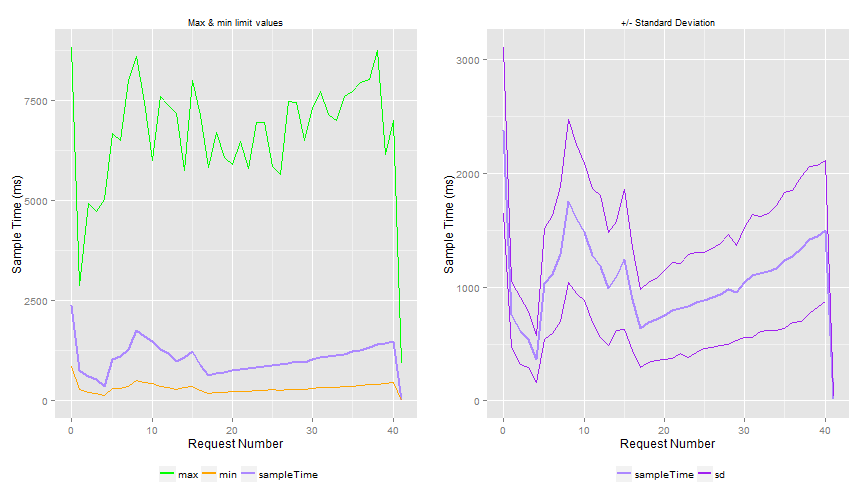 Max & min limit values
Sample Time (ms)
7500
5000
2500
0
0
10
20
30
40
Request Number
max
min
sampleTime
+/- Standard Deviation
Sample Time (ms)
3000
2000
1000
0
0
10
20
30
40
Request Number
sampleTime
sd